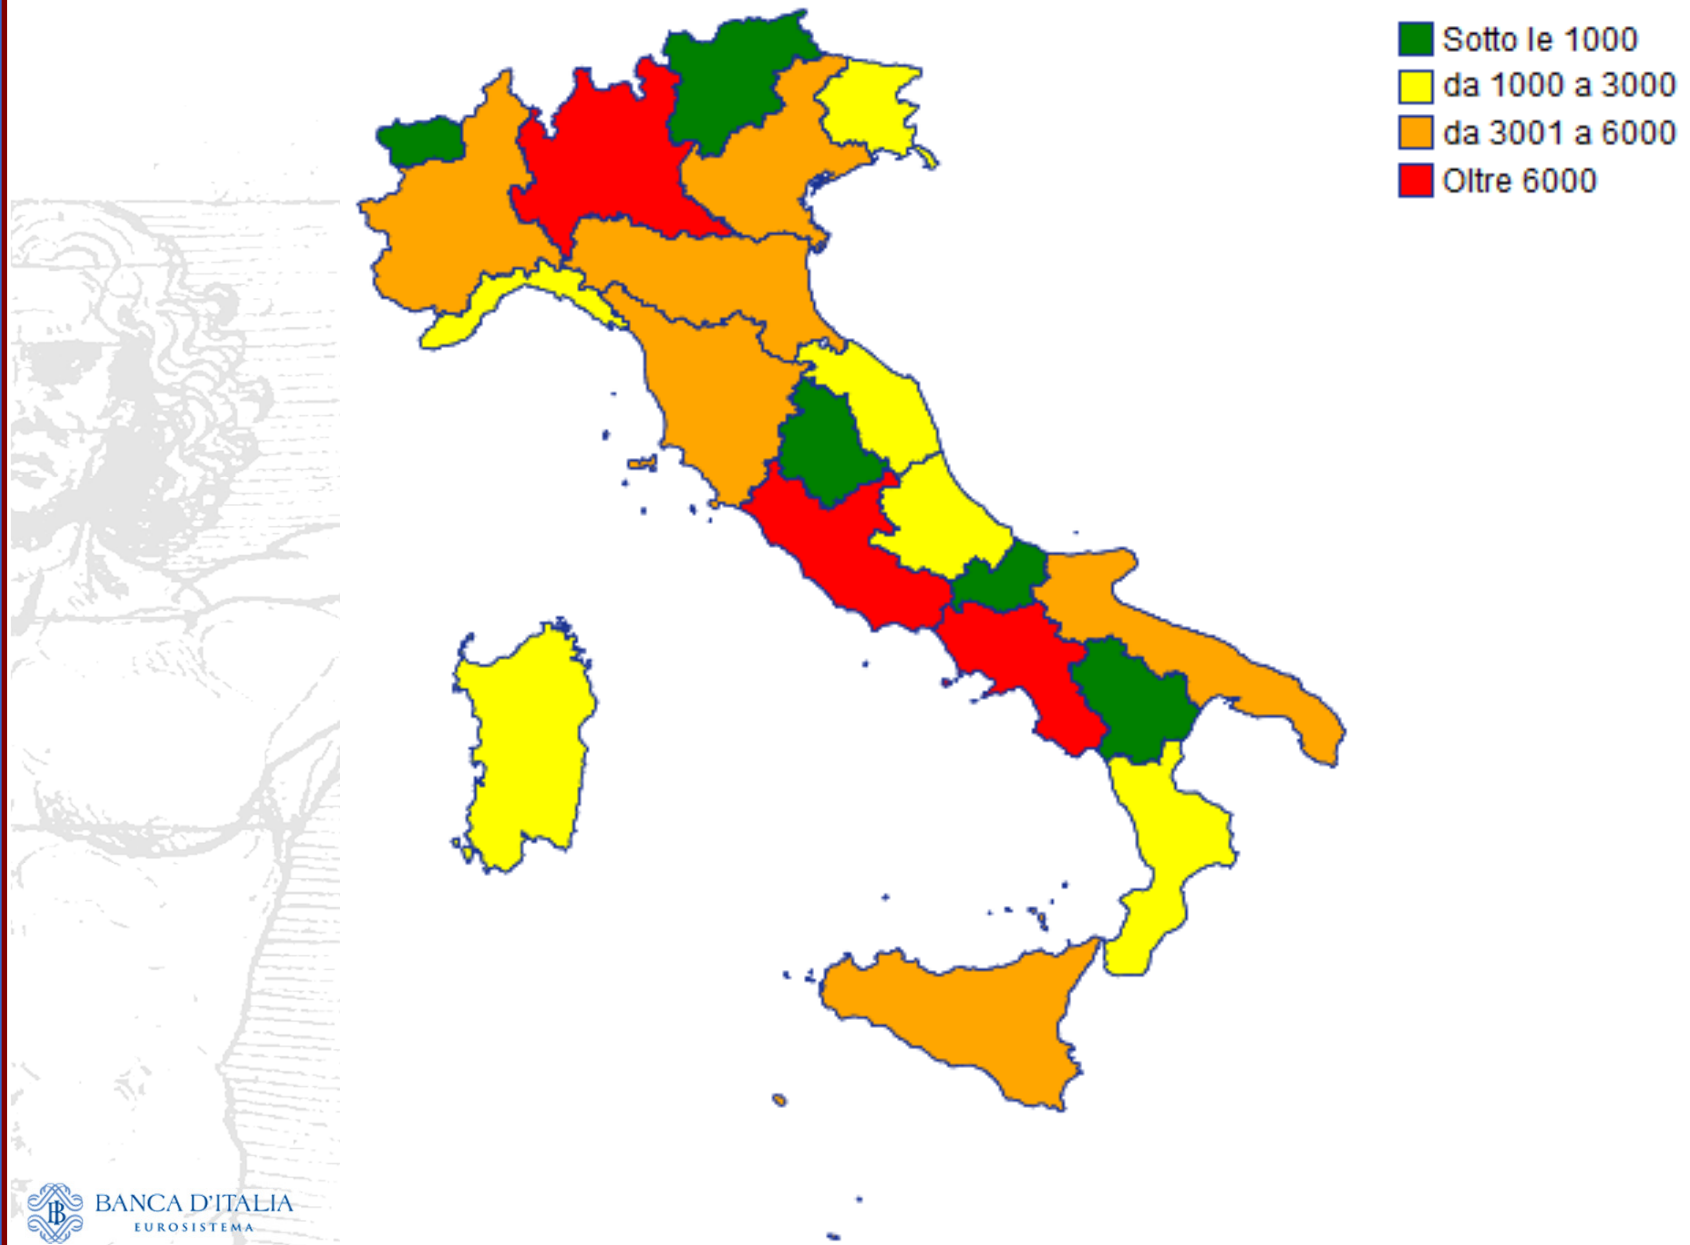 Sotto le 1000
da 1000 a 3000
da 3001 a 6000
Oltre 6000
BANCA D'ITALIA
EUROSISTEMA